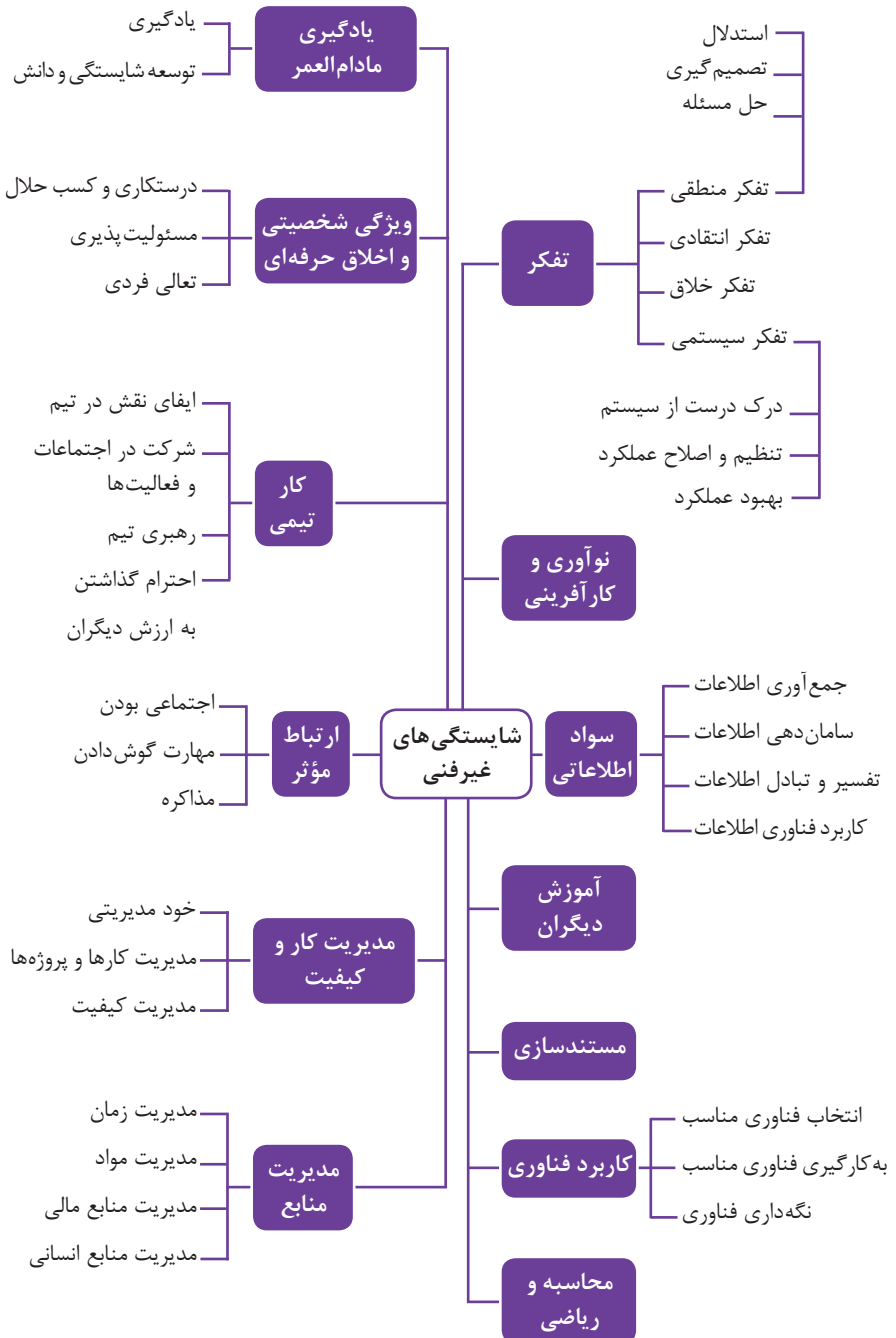 استدلال
تصمیم‌گیری
حل مسئله
تفکر منطقی
تفکر انتقادی
تفکر خلاق
تفکر سیستمی
تفکر
درک درست از سیستم
تنظیم و اصلاح عملکرد
بهبود عملکرد
نوآوری و
کارآفرینی
جمع‌آوری اطلاعات
سامان‌دهی اطلاعات
تفسیر و تبادل اطلاعات
کاربرد فناوری اطلاعات
سواد
اطلاعاتی
آموزش
دیگران
مستندسازی
انتخاب فناوری مناسب
به‌کارگیری فناوری مناسب
نگه‌داری فناوری
کاربرد فناوری
محاسبه و
ریاضی
شایستگی‌های
غیرفنی
یادگیری
مادام‌العمر
یادگیری
توسعه شایستگی و دانش
ویژگی شخصیتی
و اخلاق حرفه‌ای
درستکاری و کسب حلال
مسئولیت‌پذیری
تعالی فردی
کار
تیمی
ایفای نقش در تیم
شرکت در اجتماعات
و فعالیت‌ها
رهبری تیم
احترام گذاشتن
به ارزش دیگران
ارتباط
مؤثر
اجتماعی بودن
مهارت گوش‌دادن
مذاکره
مدیریت کار و
کیفیت
خود مدیریتی
مدیریت کارها و پروژه‌ها
مدیریت کیفیت
مدیریت
منابع
مدیریت زمان
مدیریت مواد
مدیریت منابع مالی
مدیریت منابع انسانی